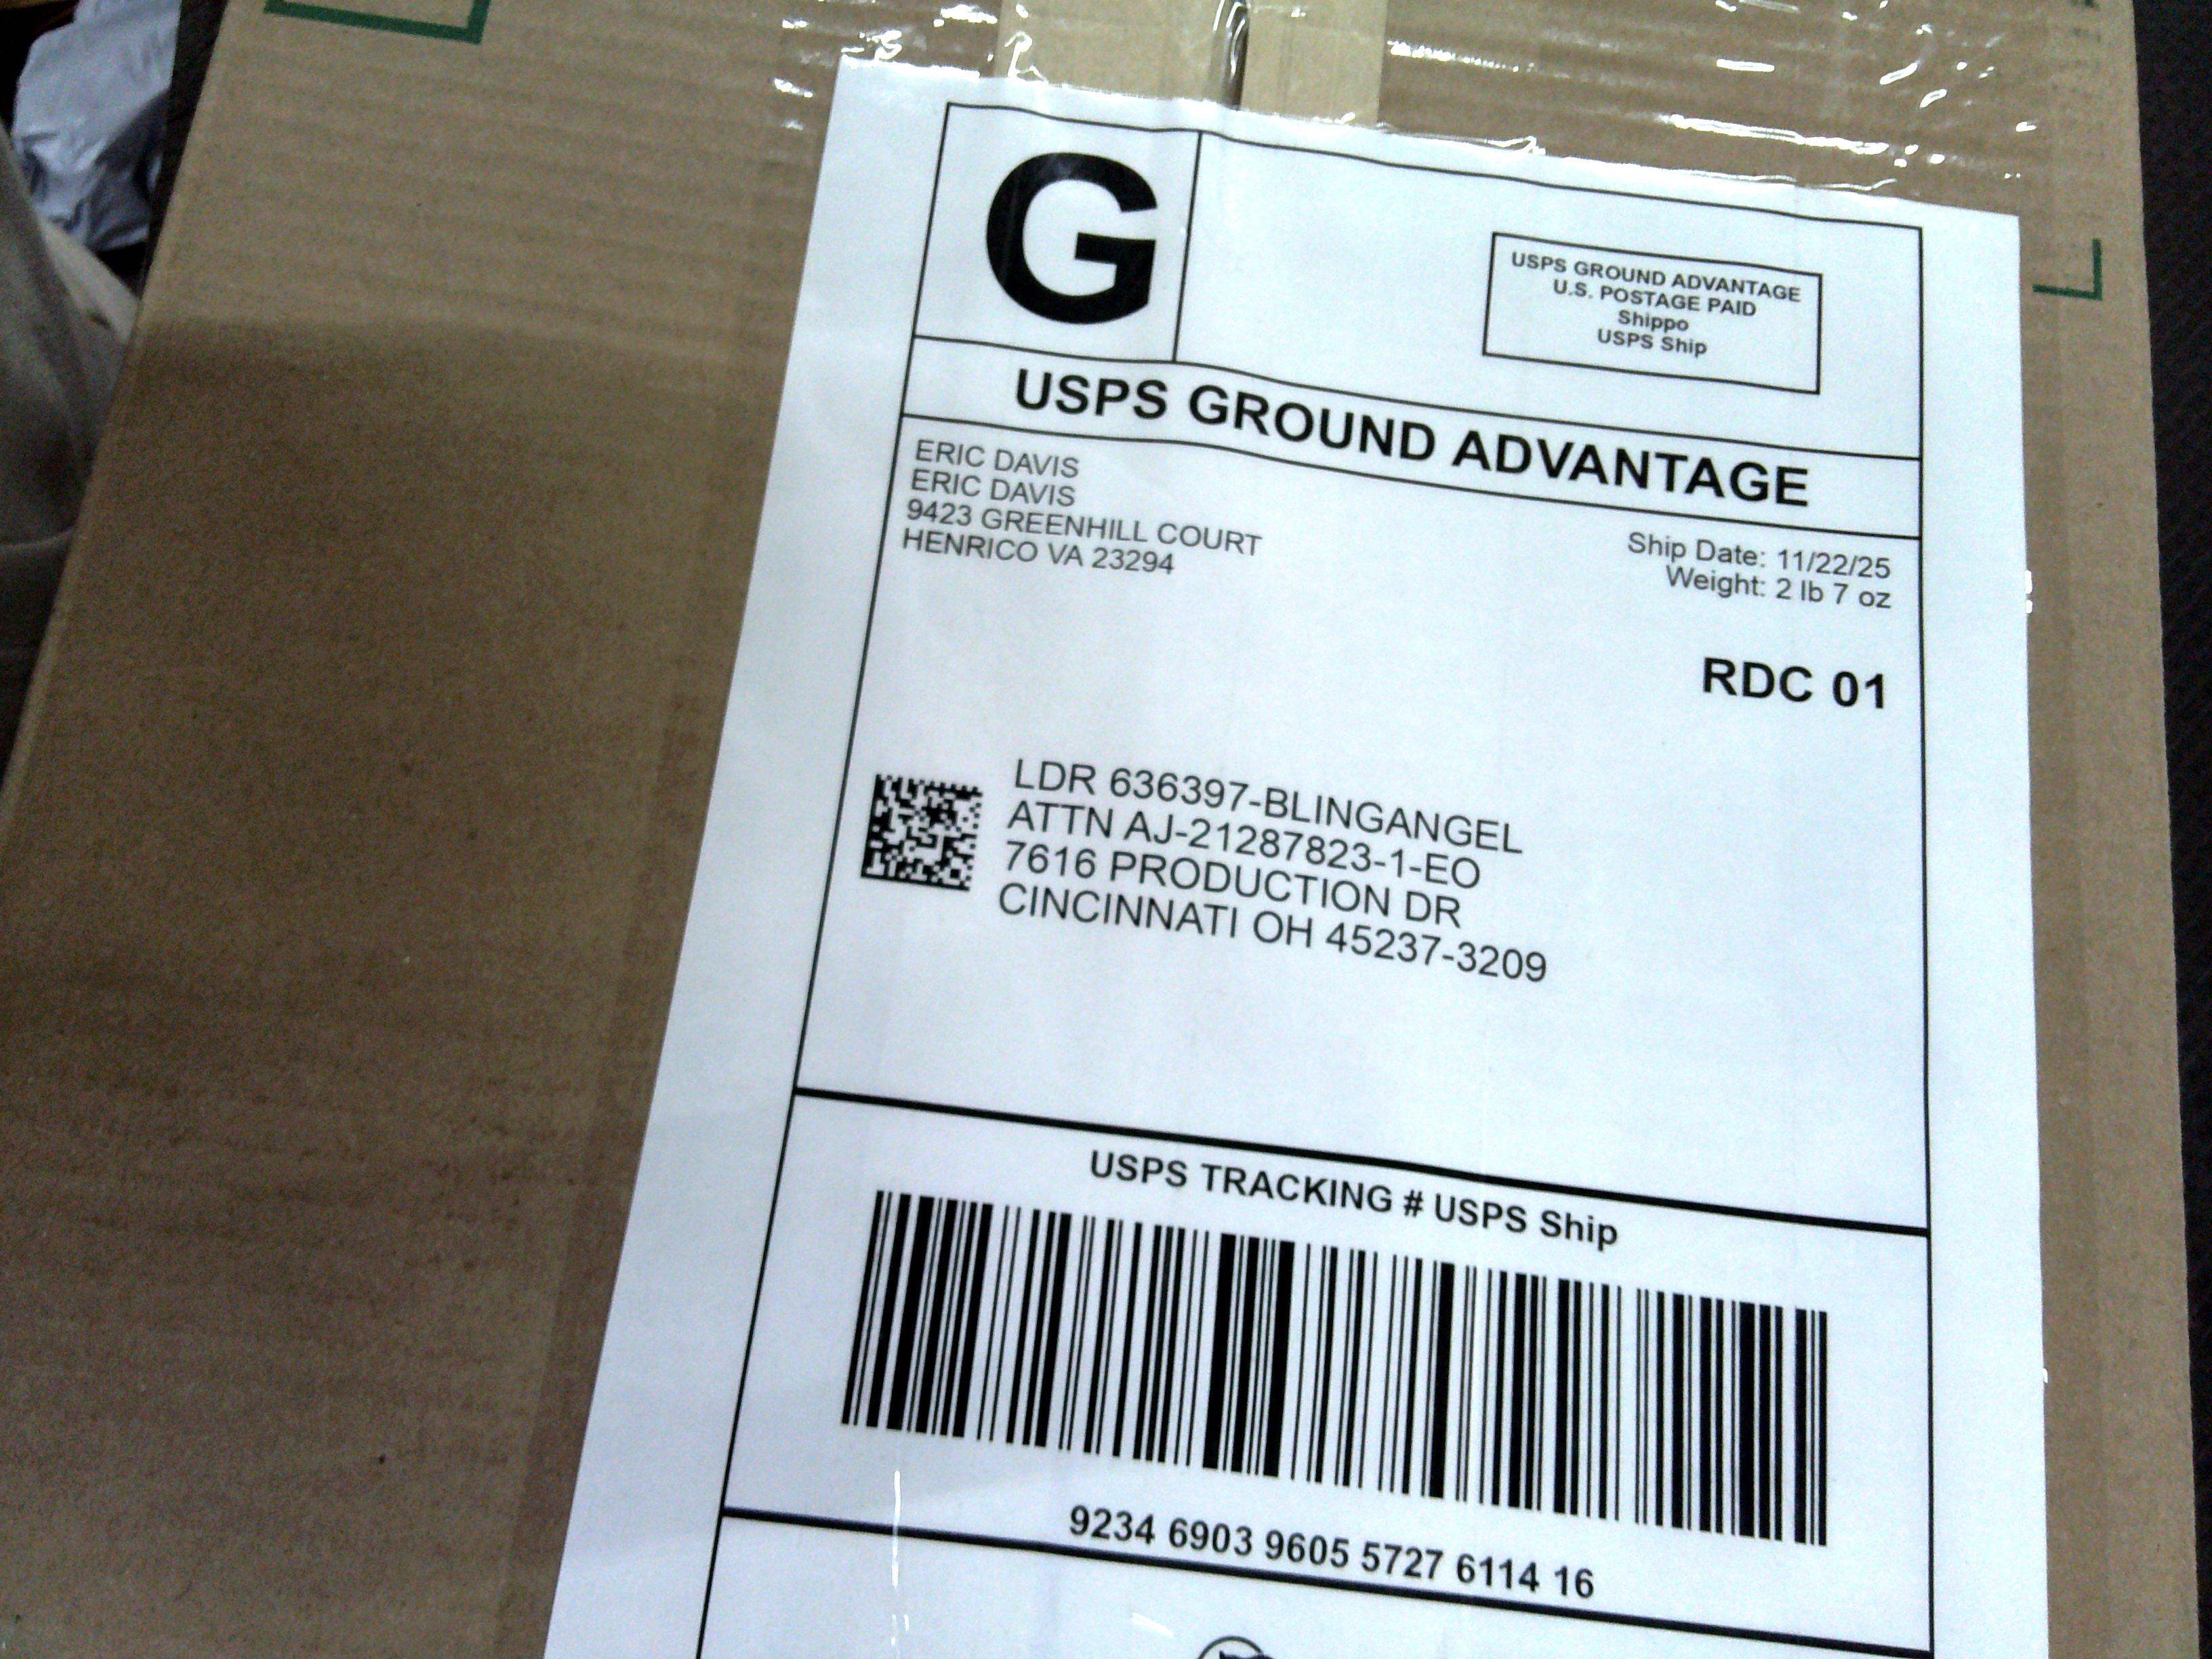 G
USPS GROUND ADVANTAGE
U.S. POSTAGE PAID
Shippo
USPS Ship
USPS GROUND ADVANTAGE
ERIC DAVIS
ERIC DAVIS
9423 GREENHILL COURT
HENRICO VA 23294
Ship Date: 11/22/25
Weight: 2 lb 7 oz
RDC 01
LDR 636397-BLINGANGEL
ATTN AJ-21287823-1-EO
7616 PRODUCTION DR
CINCINNATI OH 45237-3209
USPS TRACKING # USPS Ship
9234 6903 9605 5727 6114 16